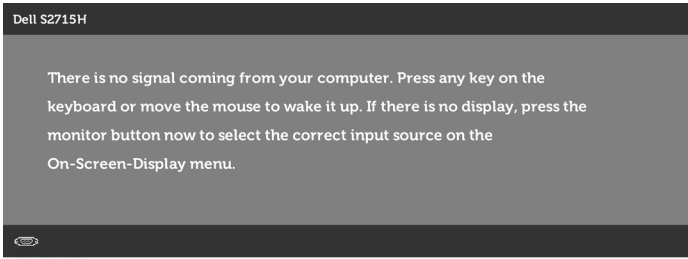 Dell S2715H
There is no signal coming from your computer. Press any key on the
keyboard or move the mouse to wake it up. If there is no display, press the
monitor button now to select the correct input source on the
On-Screen-Display menu.